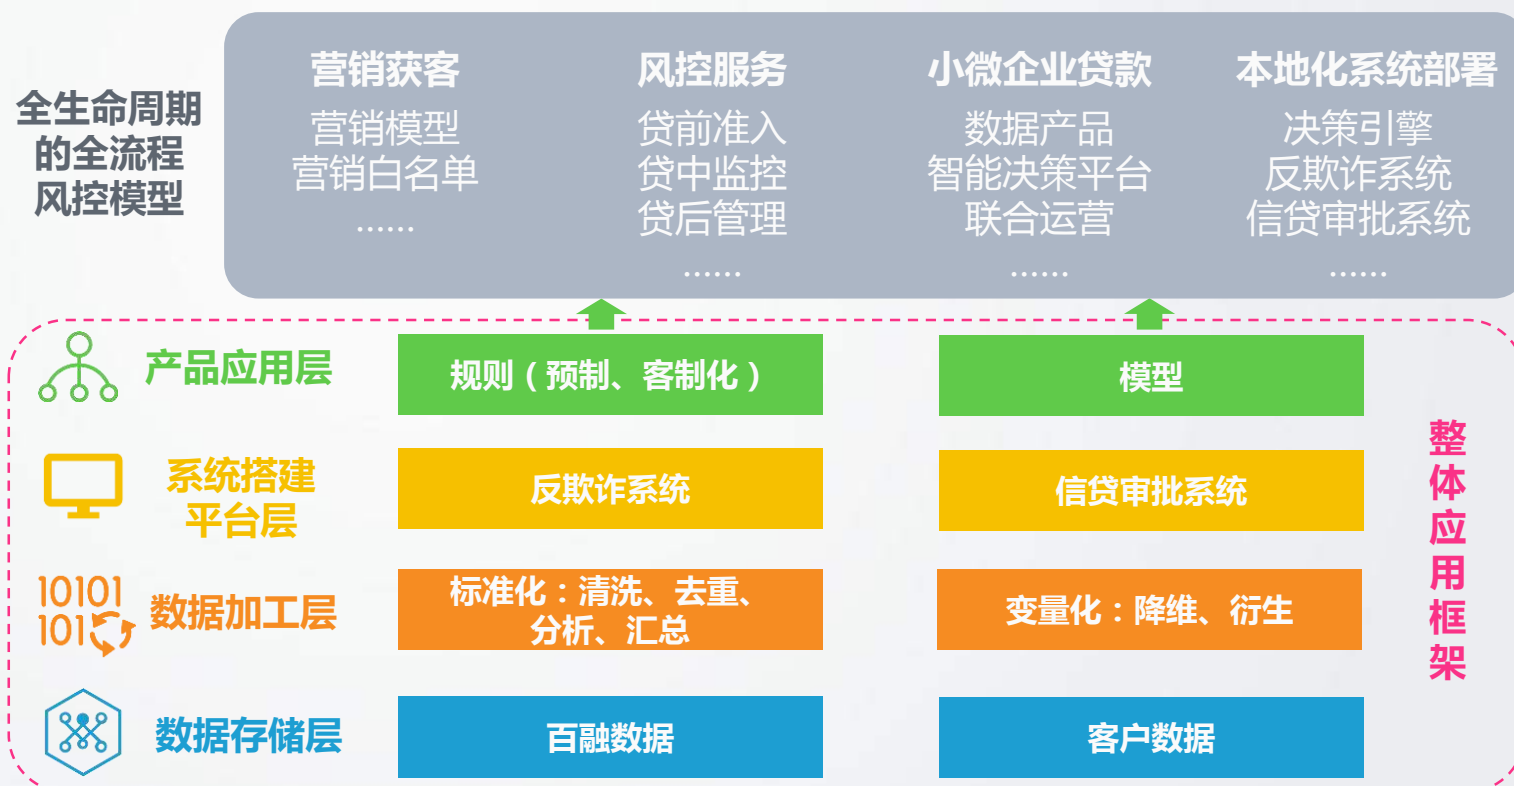 全生命周期
的全流程
风控模型
营销获客
营销模型
营销白名单
……
风控服务
贷前准入
贷中监控
贷后管理
……
小微企业贷款
数据产品
智能决策平台
联合运营
……
本地化系统部署
决策引擎
反欺诈系统
信贷审批系统
……
产品应用层
规则（预制、客制化）
模型
系统搭建
平台层
反欺诈系统
信贷审批系统
10101
101
数据加工层
标准化：清洗、去重、
分析、汇总
变量化：降维、衍生
数据存储层
百融数据
客户数据
整体应用框架